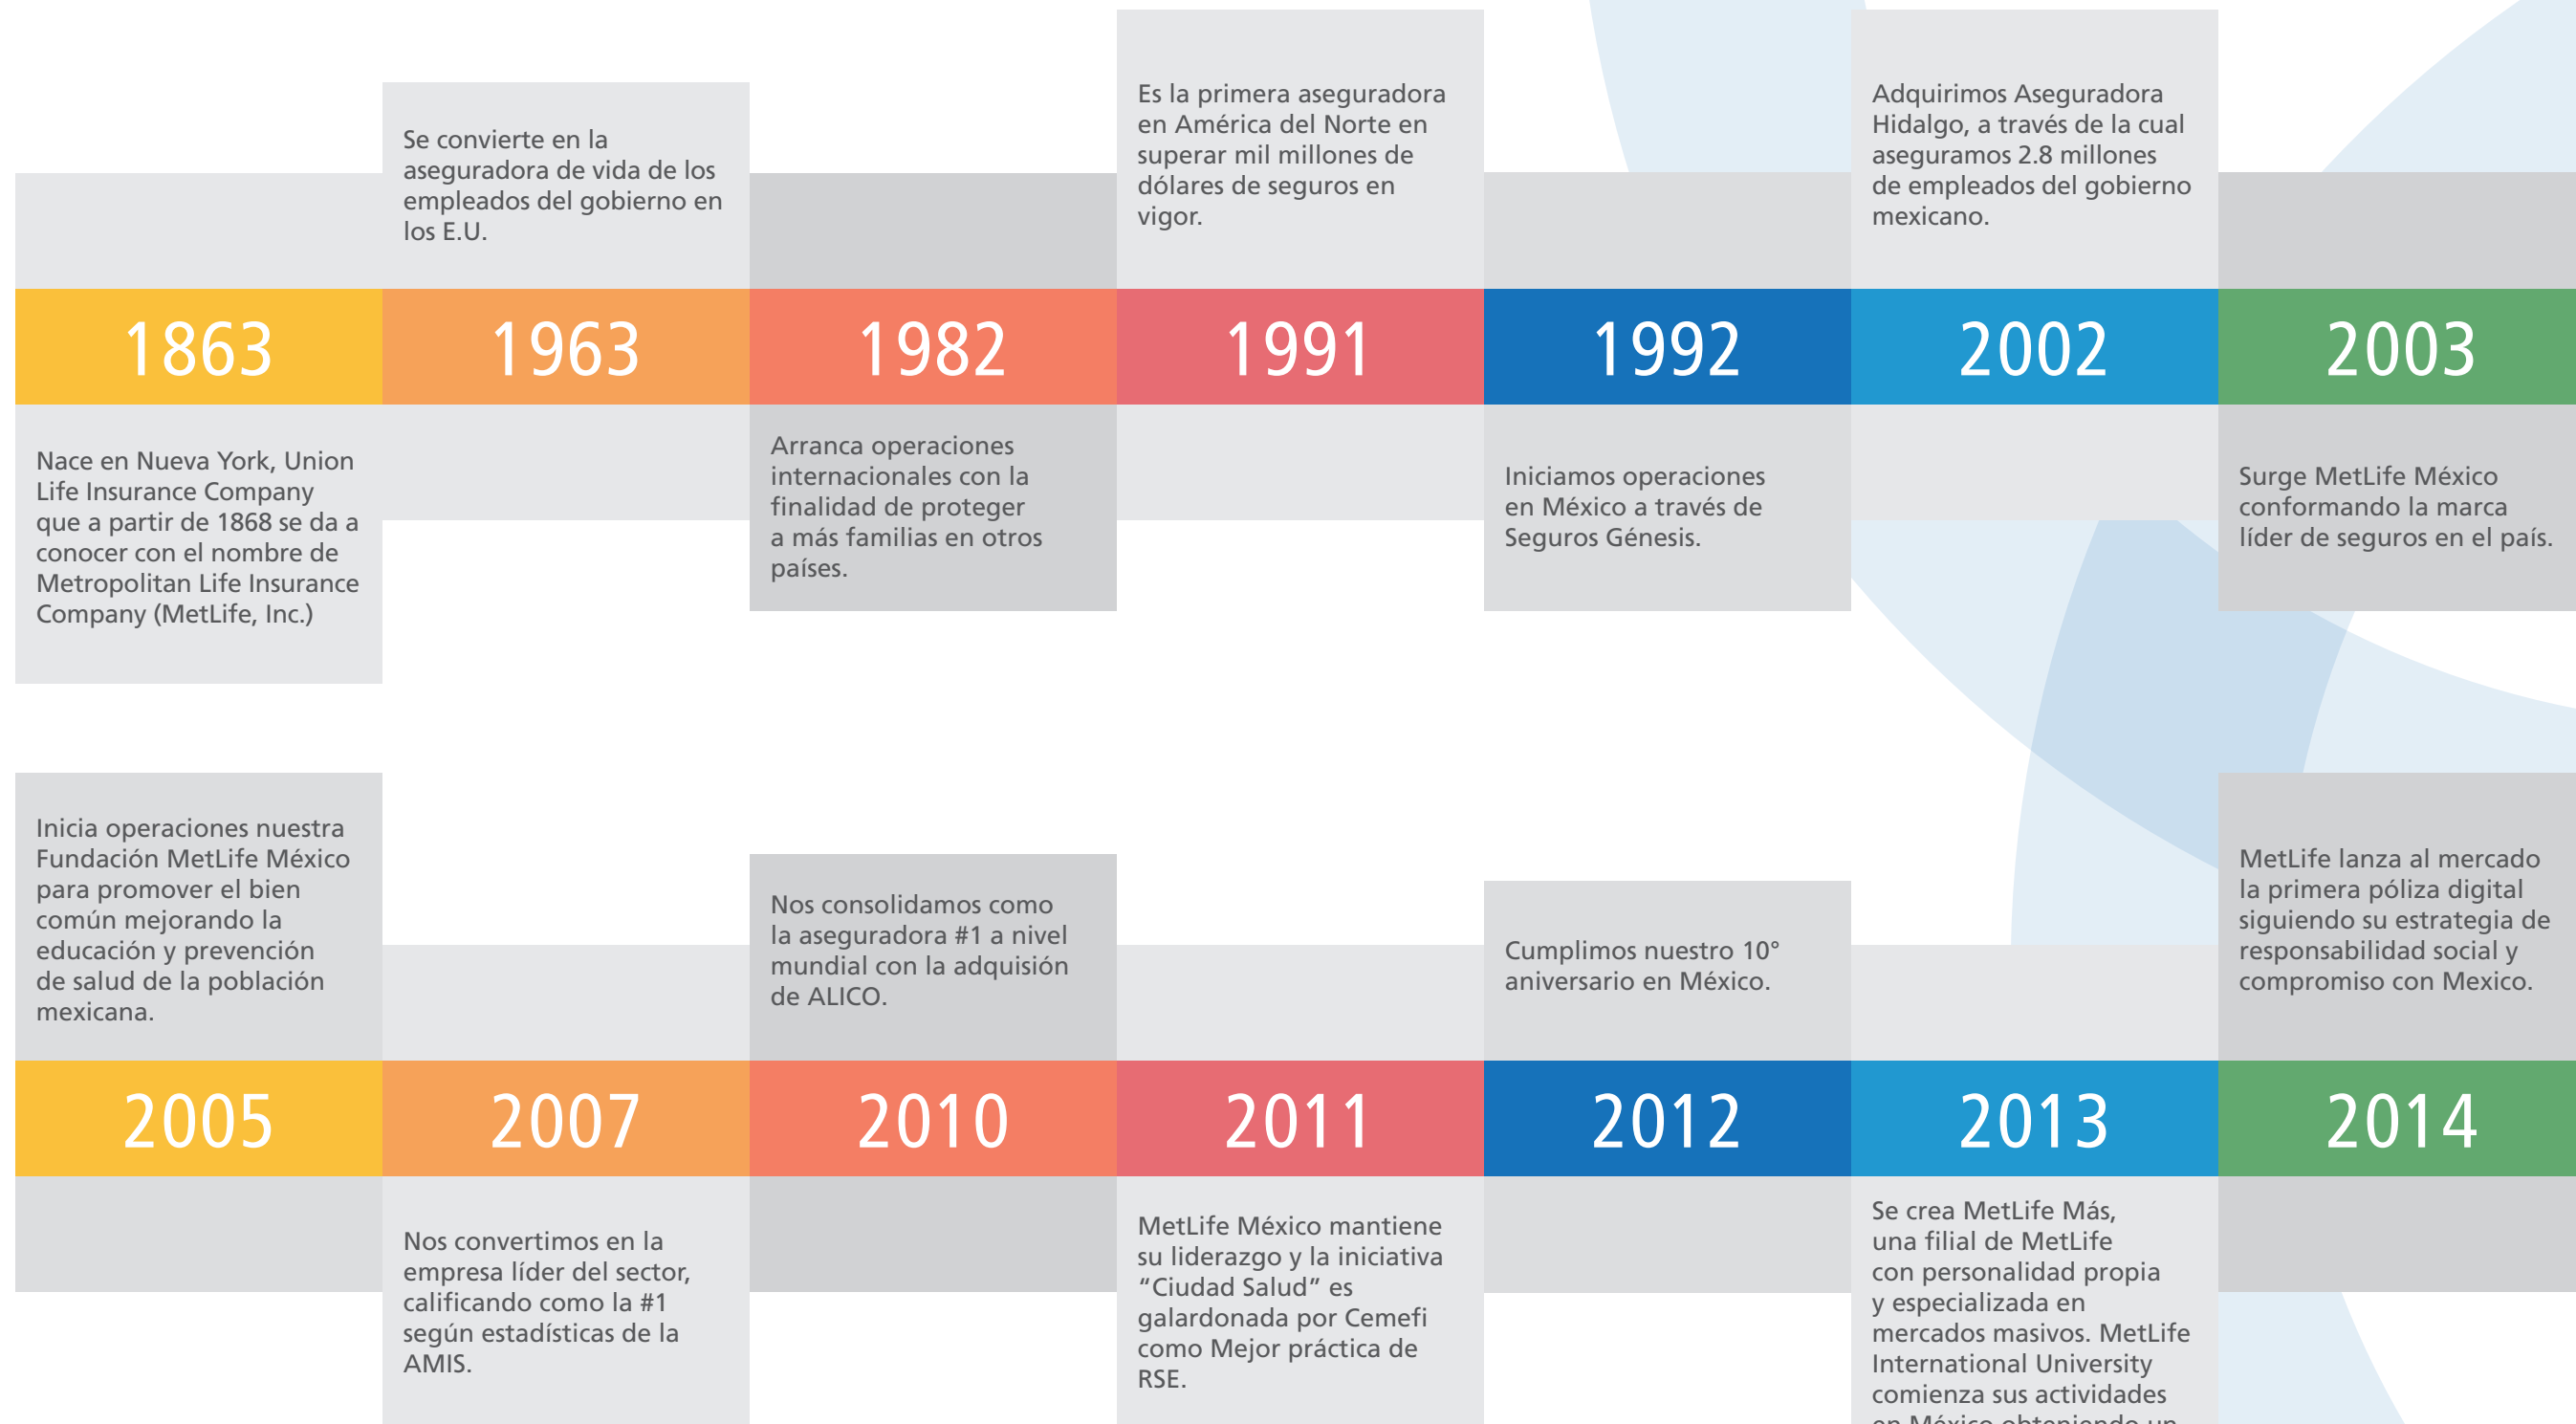 Es la primera aseguradora
en América del Norte en
superar mil millones de
dólares de seguros en
vigor.
Adquirimos Aseguradora
Hidalgo, a través de la cual
aseguramos 2.8 millones
de empleados del gobierno
mexicano.
Se convierte en la
aseguradora de vida de los
empleados del gobierno en
los E.U.
1863
1963
1982
1991
1992
2002
2003
Nace en Nueva York, Union
Life Insurance Company
que a partir de 1868 se da a
conocer con el nombre de
Metropolitan Life Insurance
Company (MetLife, Inc.)
Arranca operaciones
internacionales con la
finalidad de proteger
a más familias en otros
países.
Iniciamos operaciones
en México a través de
Seguros Génesis.
Surge MetLife México
conformando la marca
líder de seguros en el país.
Inicia operaciones nuestra
Fundación MetLife México
para promover el bien
común mejorando la
educación y prevención
de salud de la población
mexicana.
Nos consolidamos como
la aseguradora #1 a nivel
mundial con la adquisión
de ALICO.
Cumplimos nuestro 10°
aniversario en México.
MetLife lanza al mercado
la primera póliza digital
siguiendo su estrategia de
responsabilidad social y
compromiso con Mexico.
2005
2007
2010
2011
2012
2013
2014
Nos convertimos en la
empresa líder del sector,
calificando como la #1
según estadísticas de la
AMIS.
MetLife México mantiene
su liderazgo y la iniciativa
“Ciudad Salud” es
galardonada por Cemefi
como Mejor práctica de
RSE.
Se crea MetLife Más,
una filial de MetLife
con personalidad propia
y especializada en
mercados masivos. MetLife
International University
comienza sus actividades
en México obteniendo un